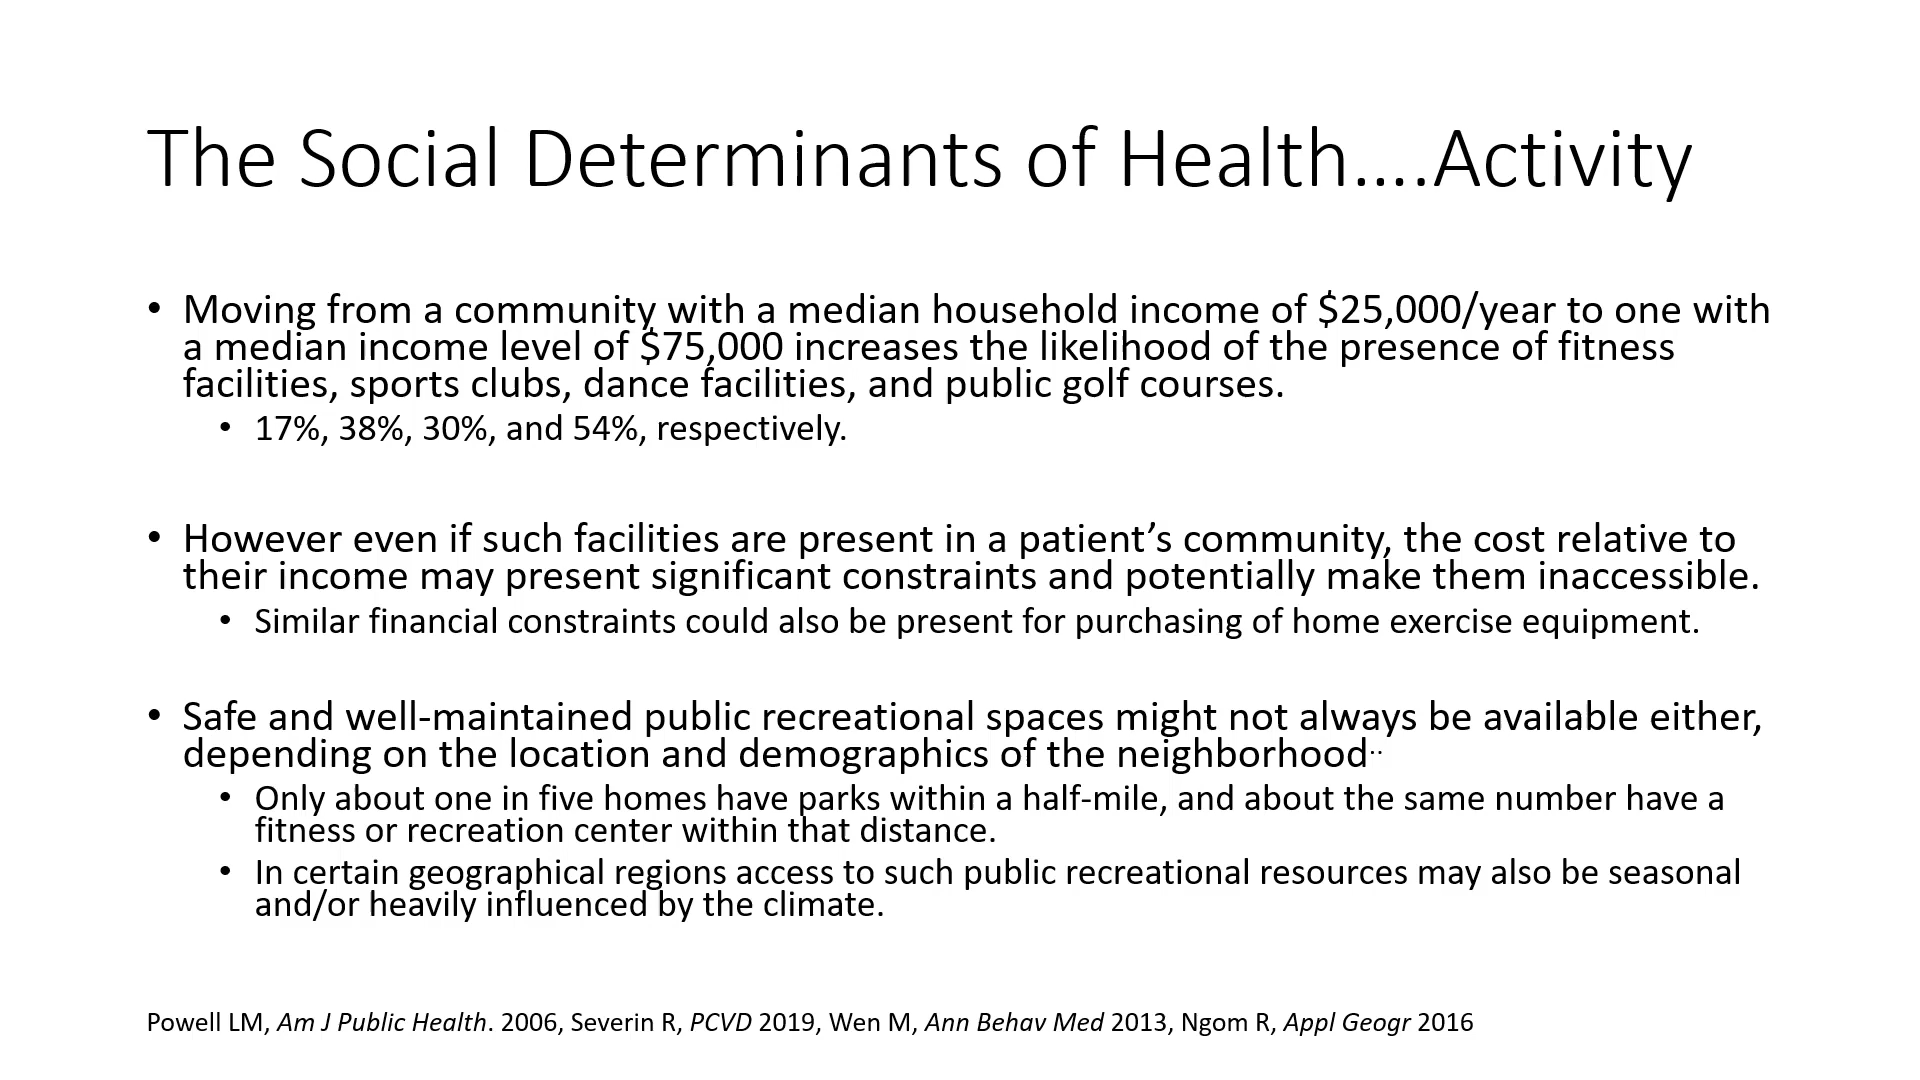 The Social Determinants of Health....Activity
• Moving from a community with a median household income of $25,000/year to one with
a median income level of $75,000 increases the likelihood of the presence of fitness
facilities, sports clubs, dance facilities, and public golf courses.
• 17%, 38%, 30%, and 54%, respectively.
• However even if such facilities are present in a patient’s community, the cost relative to
their income may present significant constraints and potentially make them inaccessible.
• Similar financial constraints could also be present for purchasing of home exercise equipment.
• Safe and well-maintained public recreational spaces might not always be available either,
depending on the location and demographics of the neighborhood..
• Only about one in five homes have parks within a half-mile, and about the same number have a
fitness or recreation center within that distance.
• In certain geographical regions access to such public recreational resources may also be seasonal
and/or heavily influenced by the climate.
Powell LM, Am J Public Health. 2006, Severin R, PCVD 2019, Wen M, Ann Behav Med 2013, Ngom R, Appl Geogr 2016